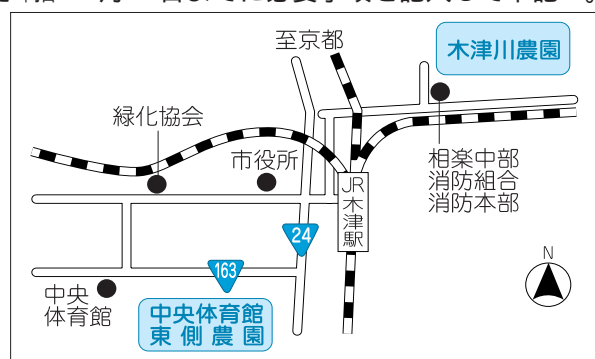 至京都
木津川農園
緑化協会
市役所
相楽中部
消防組合
消防本部
JR
木津駅
24
163
中央
体育館
中央体育館
東側農園
N